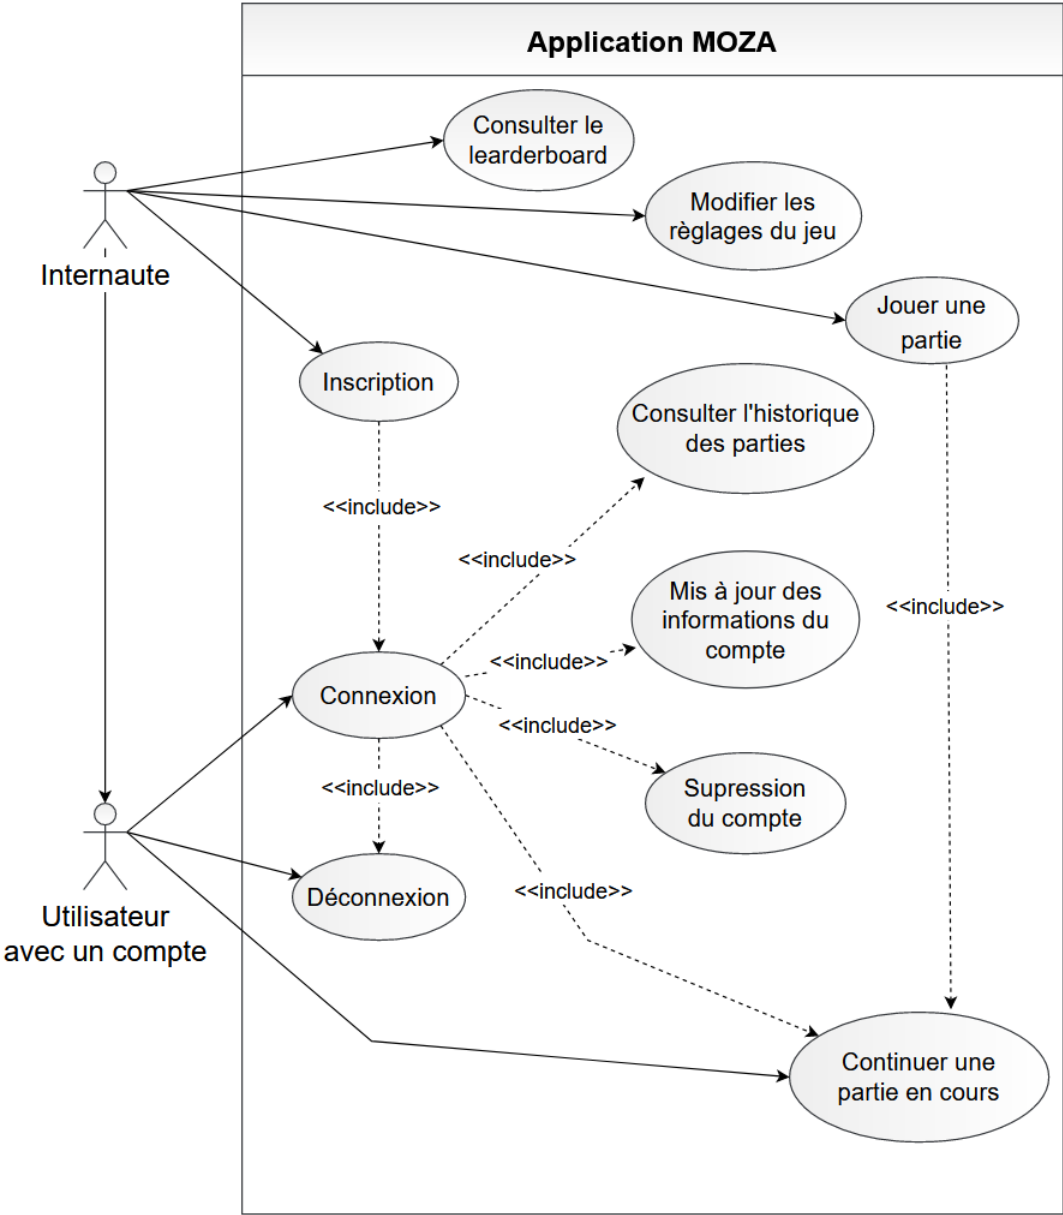 Application MOZA
Consulter le
learderboard
Modifier les
règlages du jeu
Internaute
Jouer une
partie
Inscription
Consulter l'historique
des parties
<<include>>
<<include>>
Mis à jour des
informations du
compte
<<include>>
<<include>>
Connexion
<<include>>
<<include>>
Supression
du compte
<<include>>
Déconnexion
Utilisateur
avec un compte
Continuer une
partie en cours